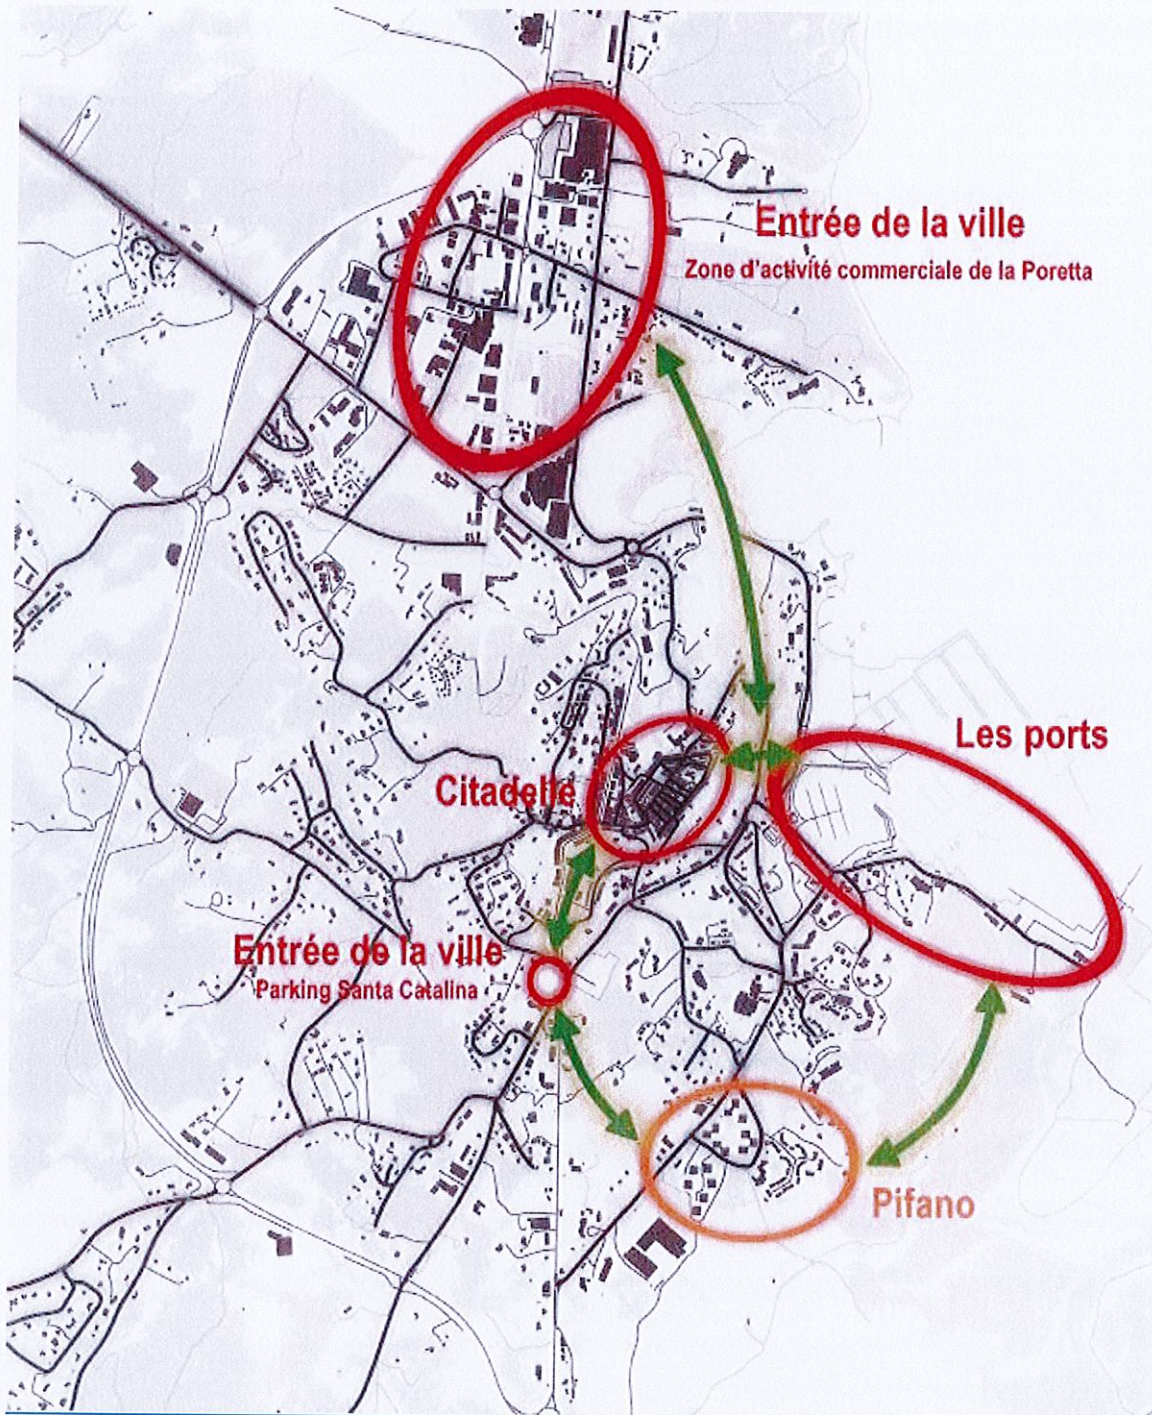 Entrée de la ville
Zone d'activité commerciale de la Poretta
Les ports
Citadelle
Entrée de la ville
Parking Santa Catalina
Pifano